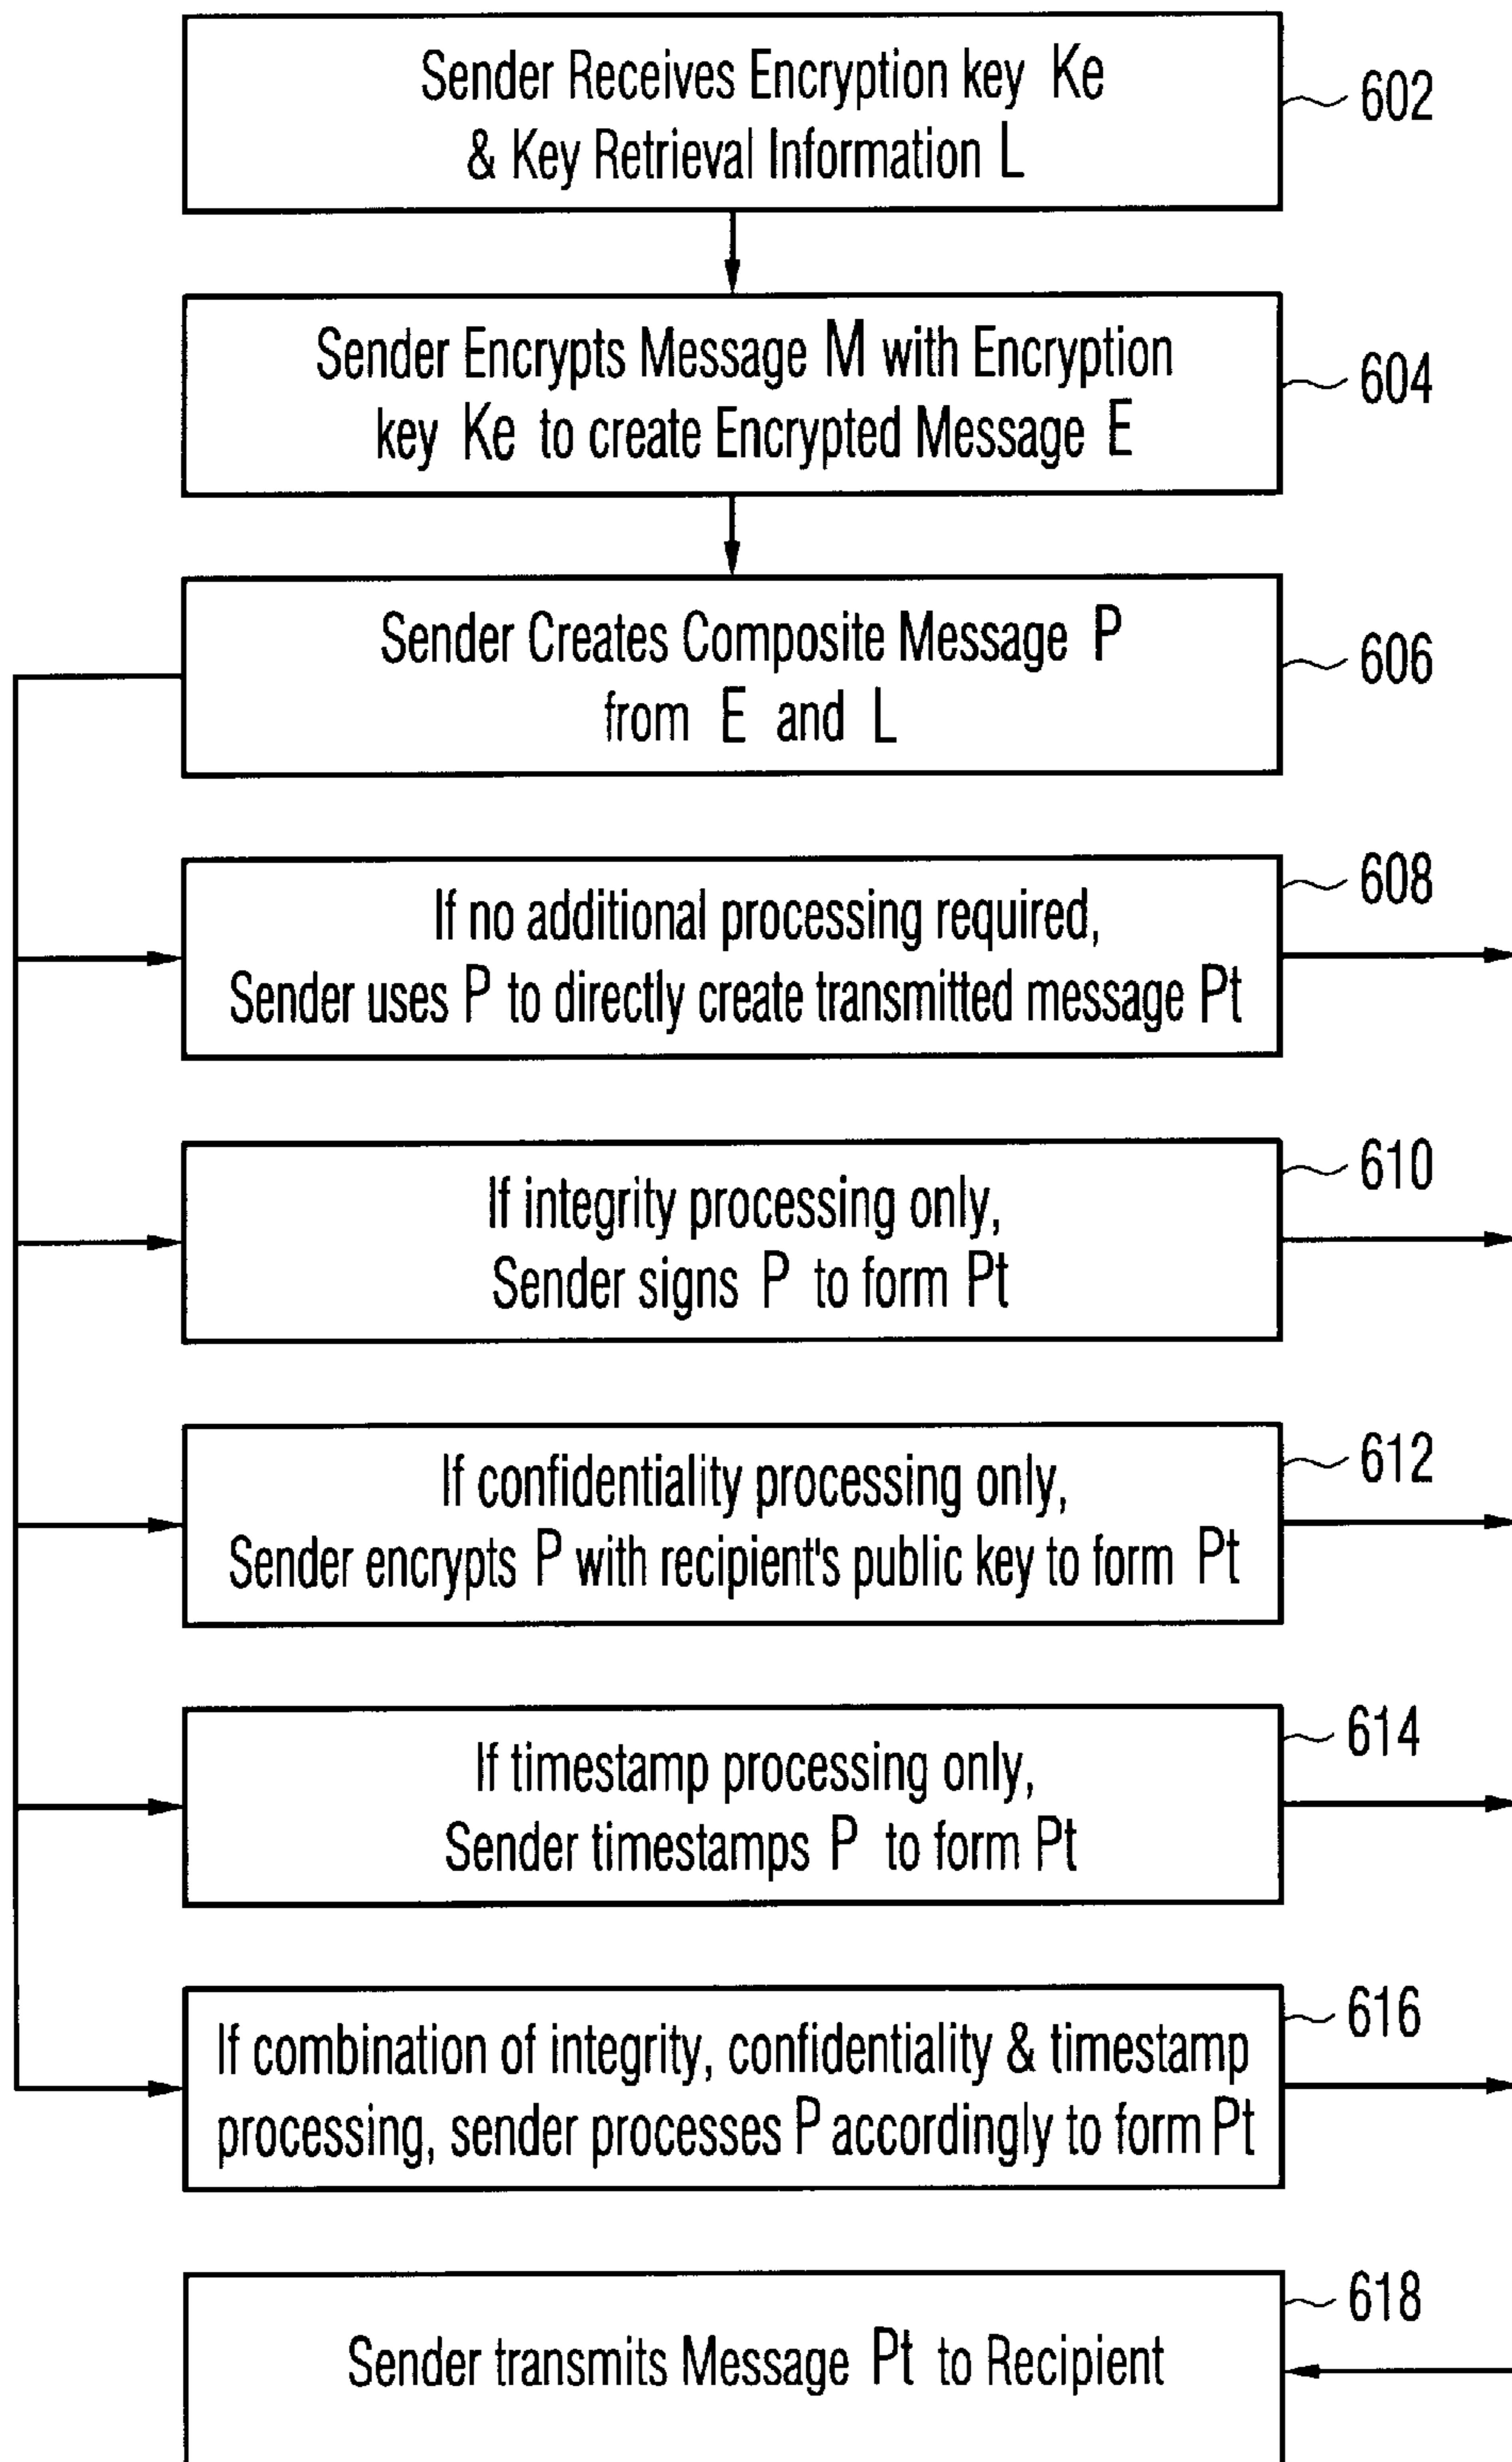 Sender Receives Encryption key Ke
& Key Retrieval Information L
602
Sender Encrypts Message M with Encryption
key Ke to create Encrypted Message E
604
Sender Creates Composite Message P
from E and L
606
If no additional processing required,
Sender uses P to directly create transmitted message Pt
608
If integrity processing only,
Sender signs P to form Pt
610
If confidentiality processing only,
Sender encrypts P with recipient's public key to form Pt
612
If timestamp processing only,
Sender timestamps P to form Pt
614
If combination of integrity, confidentiality & timestamp
processing, sender processes P accordingly to form Pt
616
Sender transmits Message Pt to Recipient
618